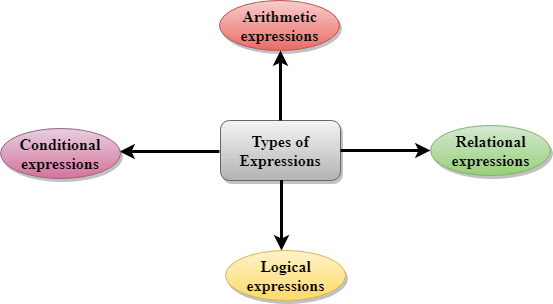 Arithmetic
expressions
Conditional
expressions
Types of
Expressions
Relational
expressions
Logical
expressions